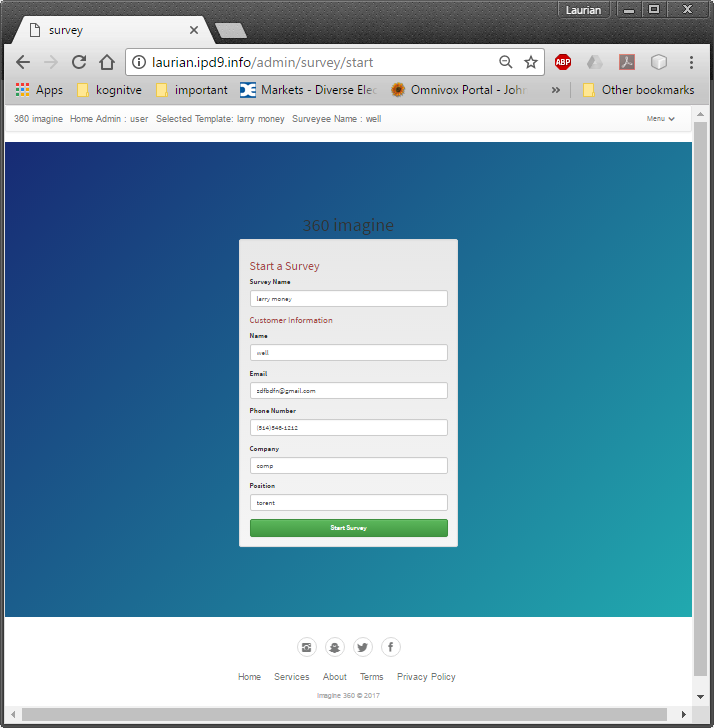 Laurian
survey
laurian.ipd9.info/admin/survey/start
ABP
Apps kognitve important Markets - Diverse Elec Omnivox Portal - John » Other bookmarks
360 imagine Home Admin : user Selected Template: larry money Surveyee Name : well Menu
360 imagine
Start a Survey
Survey Name
larry money
Customer Information
Name
well
Email
sdfbdfn@gmail.com
Phone Number
(514)548-1212
Company
comp
Position
torent
Start Survey
Home Services About Terms Privacy Policy
Imagine 360 © 2017